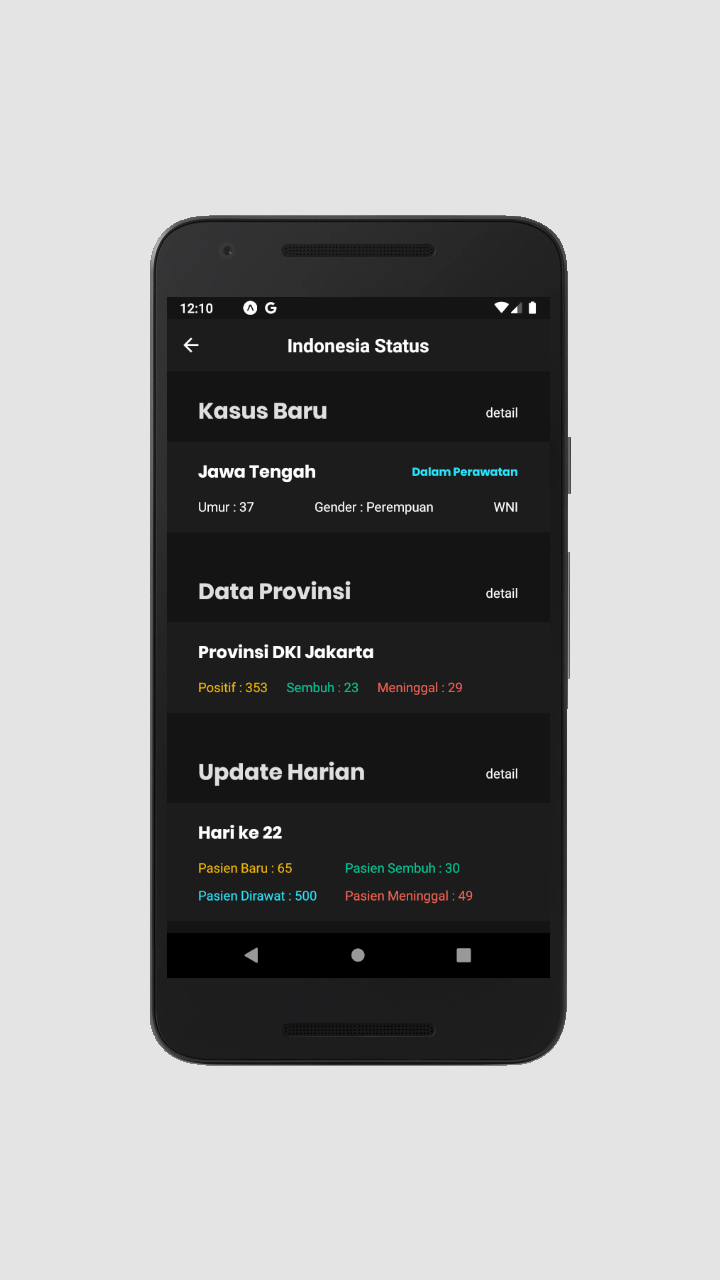 12:10
Indonesia Status
Kasus Baru detail
Jawa Tengah Dalam Perawatan
Umur : 37 Gender : Perempuan WNI
Data Provinsi detail
Provinsi DKI Jakarta
Positif : 353 Sembuh : 23 Meninggal : 29
Update Harian detail
Hari ke 22
Pasien Baru : 65 Pasien Sembuh : 30
Pasien Dirawat : 500 Pasien Meninggal : 49